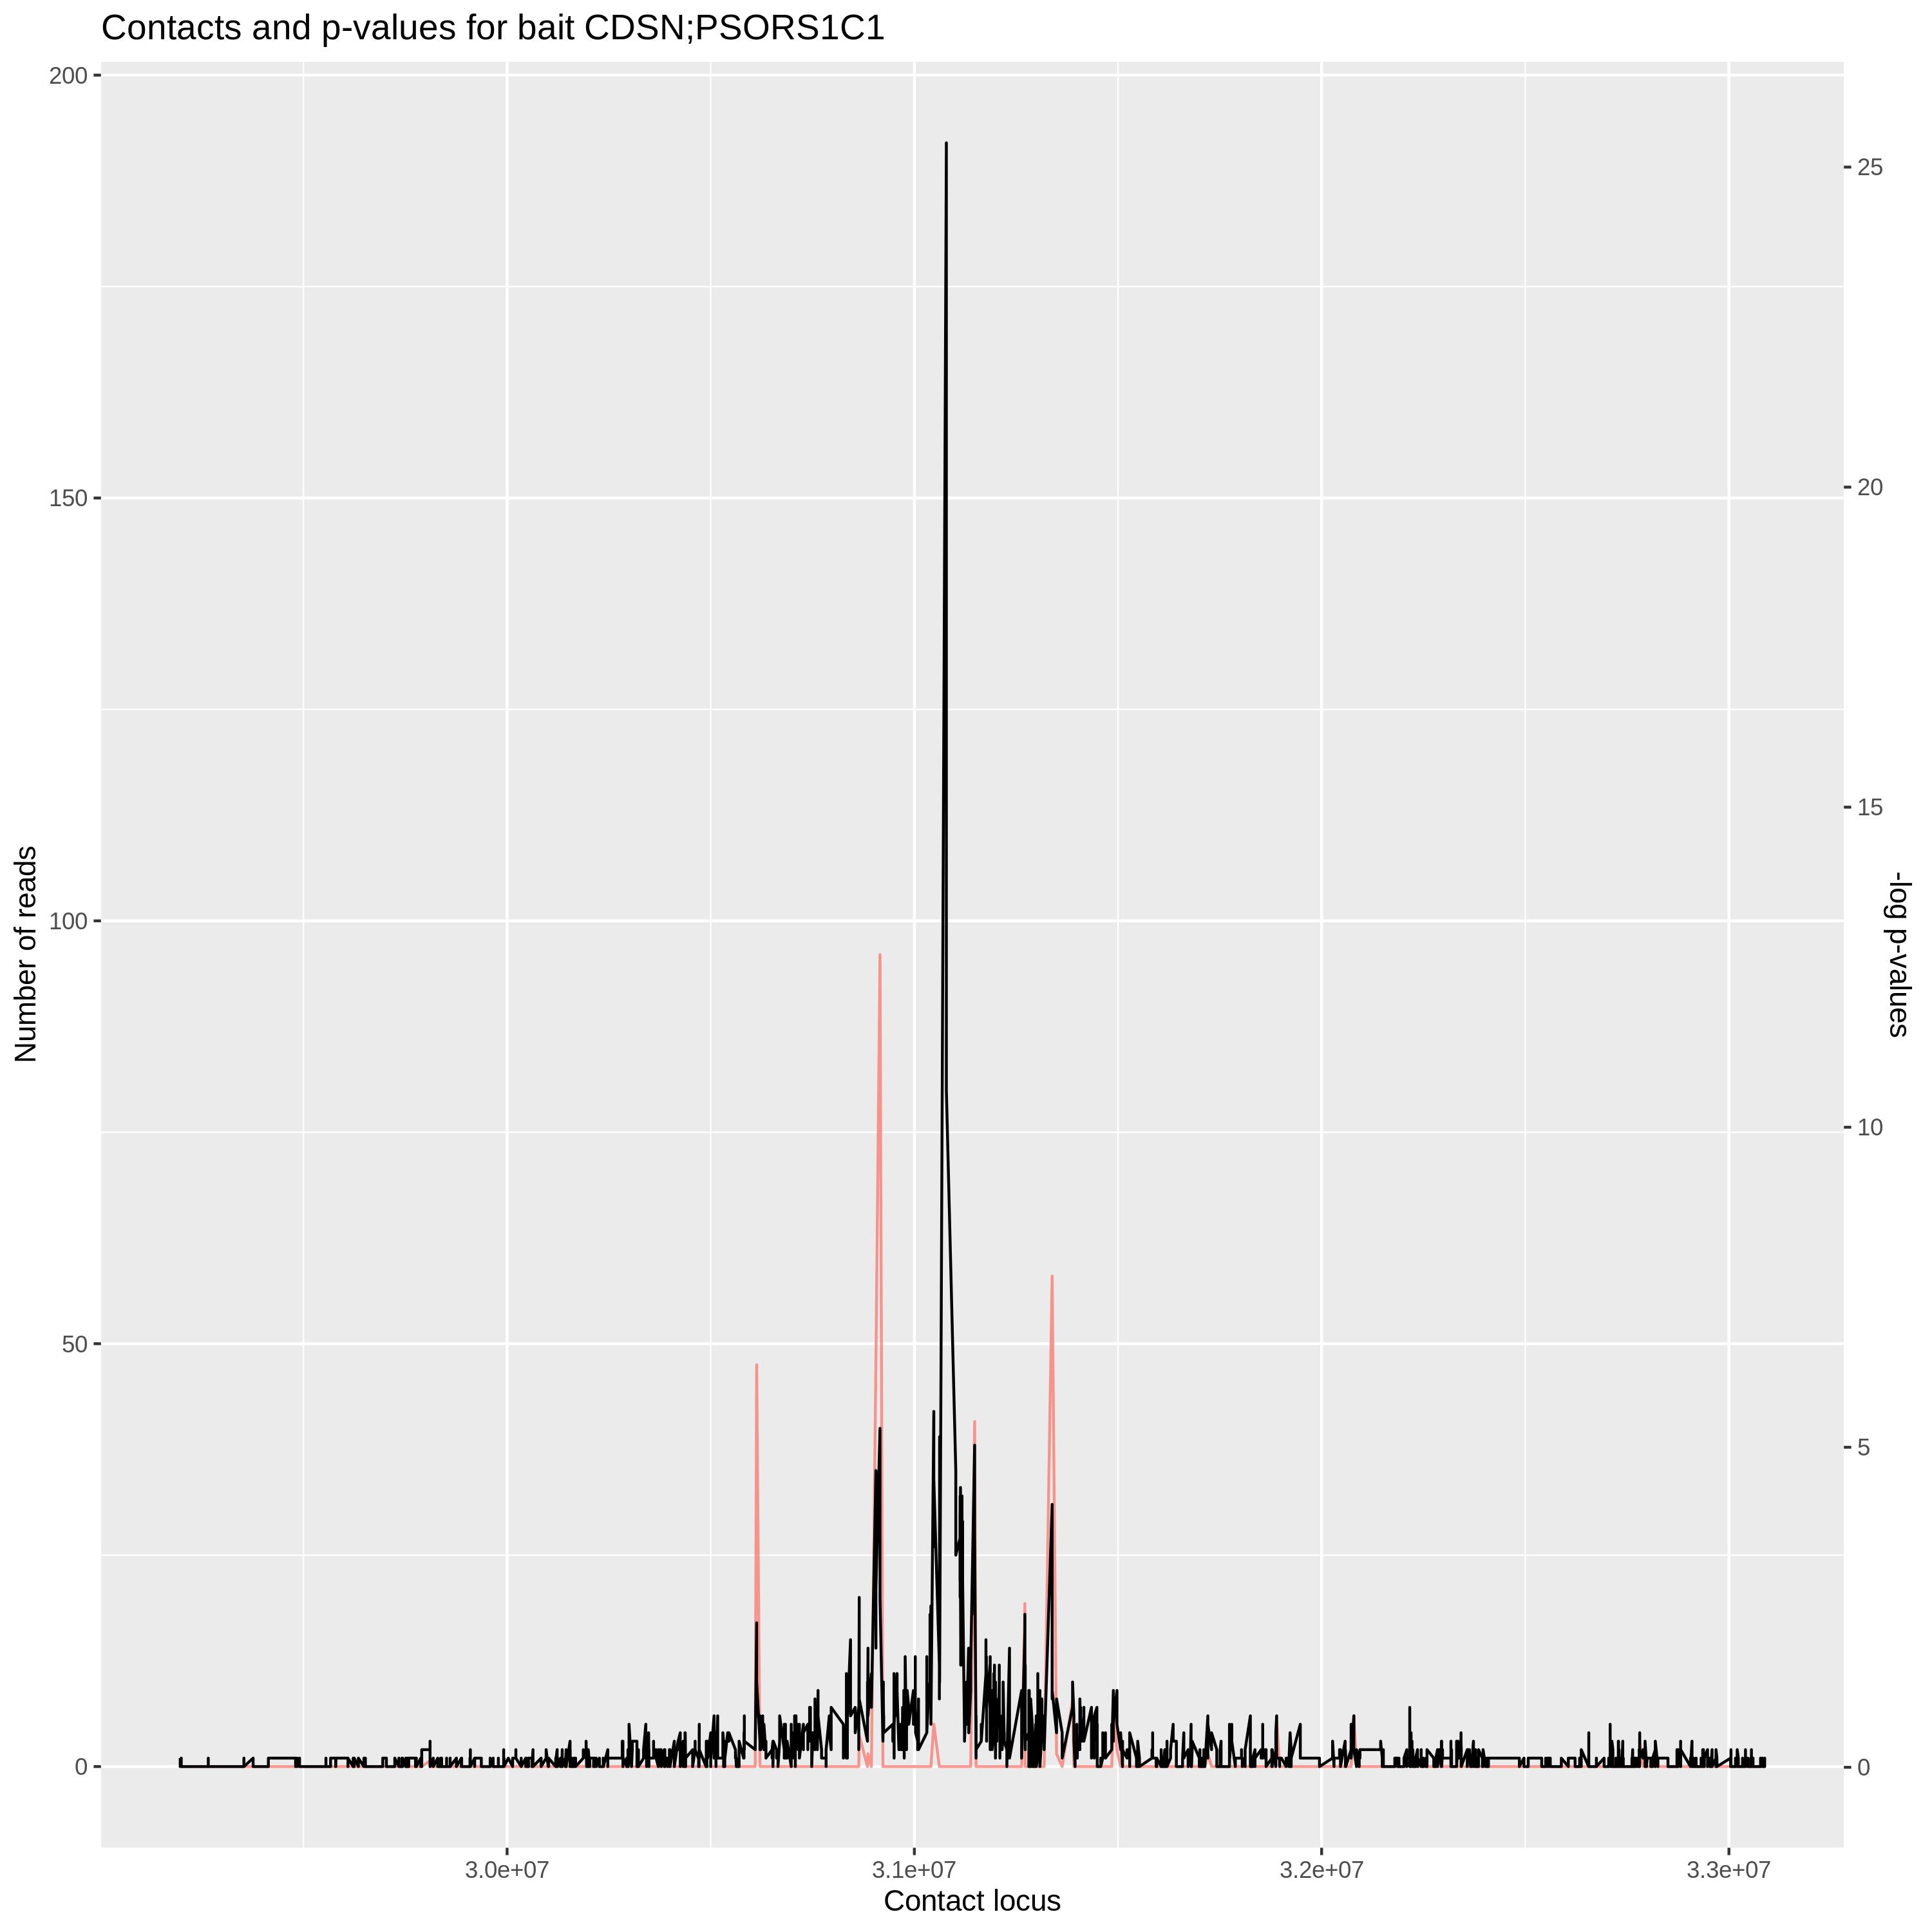 Contacts and p-values for bait CDSN;PSORS1C1
200
150
100
50
0
Number of reads
25
20
15
10
5
0
-log p-values
3.0e+07
3.1e+07
3.2e+07
3.3e+07
Contact locus